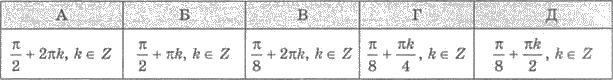 А Б В Г Д
π/2 + 2πk, k ∈ Z π/2 + πk, k ∈ Z π/8 + 2πk, k ∈ Z π/8 + πk/4, k ∈ Z π/8 + πk/2, k ∈ Z